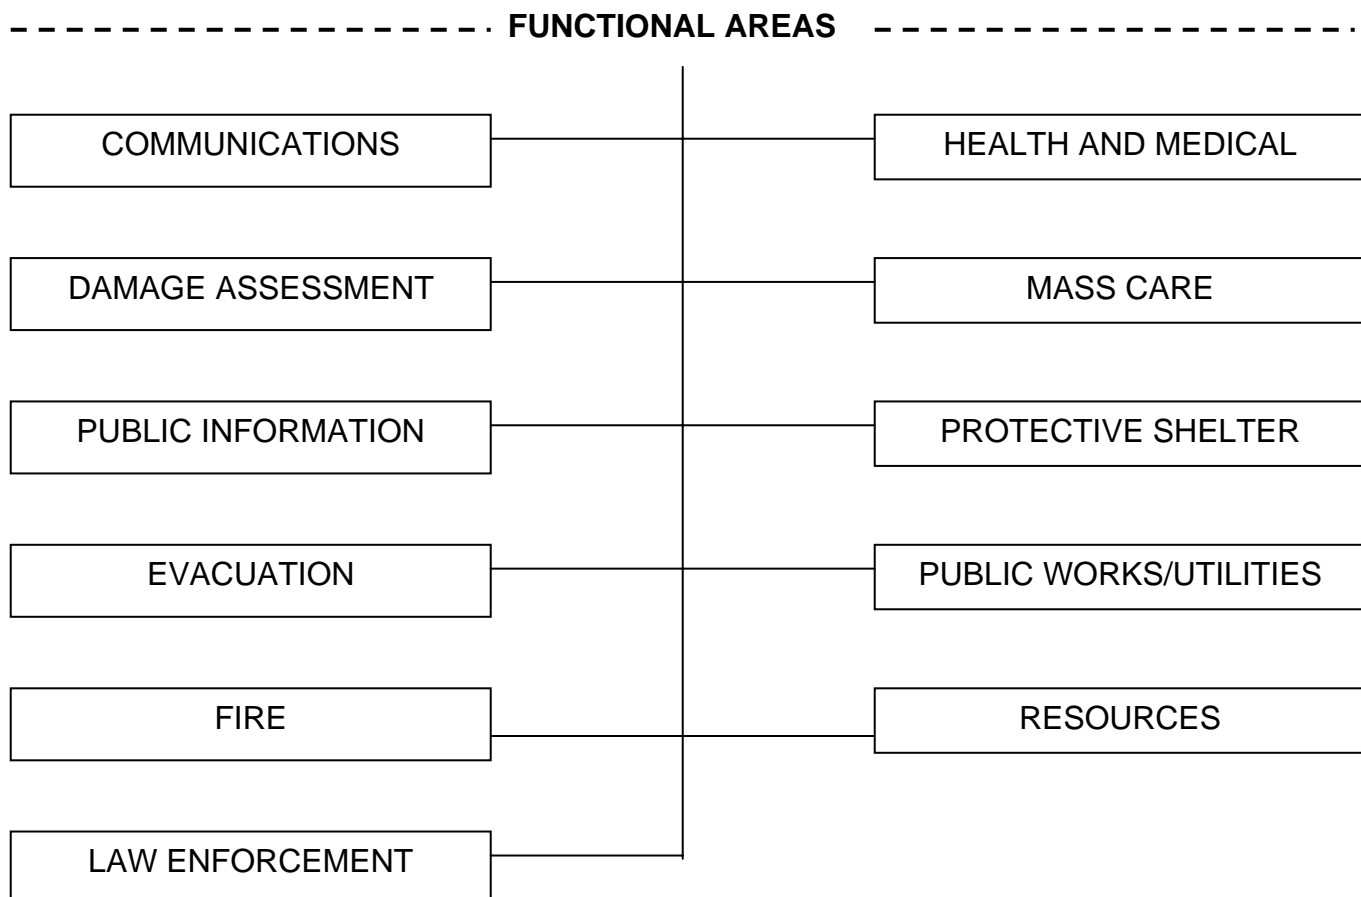 FUNCTIONAL AREAS
COMMUNICATIONS
HEALTH AND MEDICAL
DAMAGE ASSESSMENT
MASS CARE
PUBLIC INFORMATION
PROTECTIVE SHELTER
EVACUATION
PUBLIC WORKS/UTILITIES
FIRE
RESOURCES
LAW ENFORCEMENT